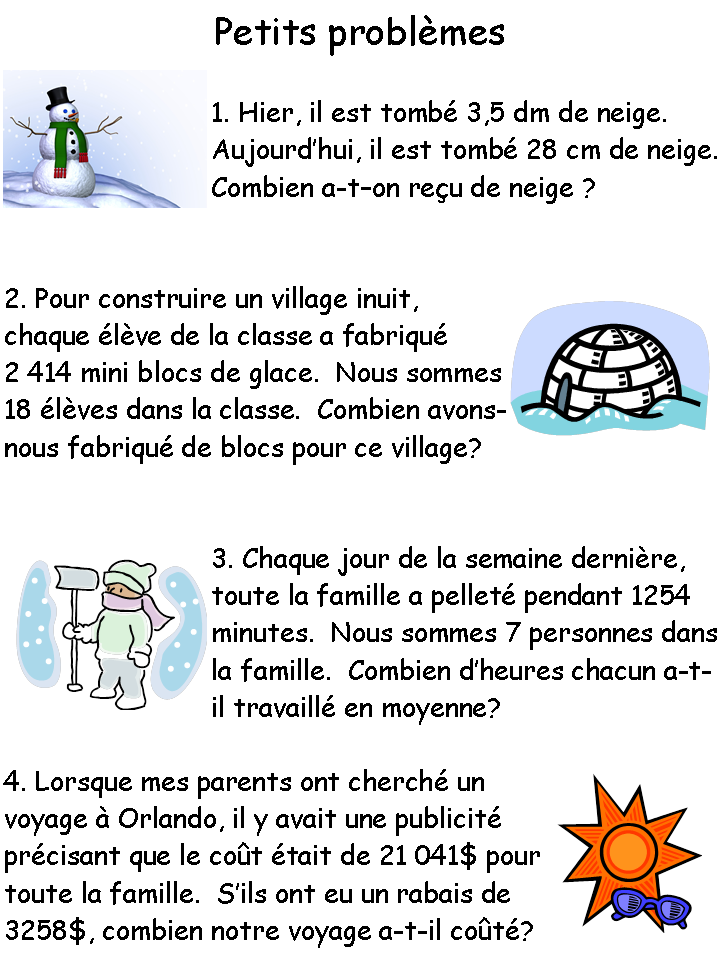 Petits problèmes
1. Hier, il est tombé 3,5 dm de neige.
Aujourd'hui, il est tombé 28 cm de neige.
Combien a-t-on reçu de neige ?
2. Pour construire un village inuit,
chaque élève de la classe a fabriqué
2 414 mini blocs de glace.  Nous sommes
18 élèves dans la classe.  Combien avons-
nous fabriqué de blocs pour ce village?
3. Chaque jour de la semaine dernière,
toute la famille a pelleté pendant 1254
minutes.  Nous sommes 7 personnes dans
la famille.  Combien d'heures chacun a-t-
il travaillé en moyenne?
4. Lorsque mes parents ont cherché un
voyage à Orlando, il y avait une publicité
précisant que le coût était de 21 041$ pour
toute la famille.  S'ils ont eu un rabais de
3258$, combien notre voyage a-t-il coûté?